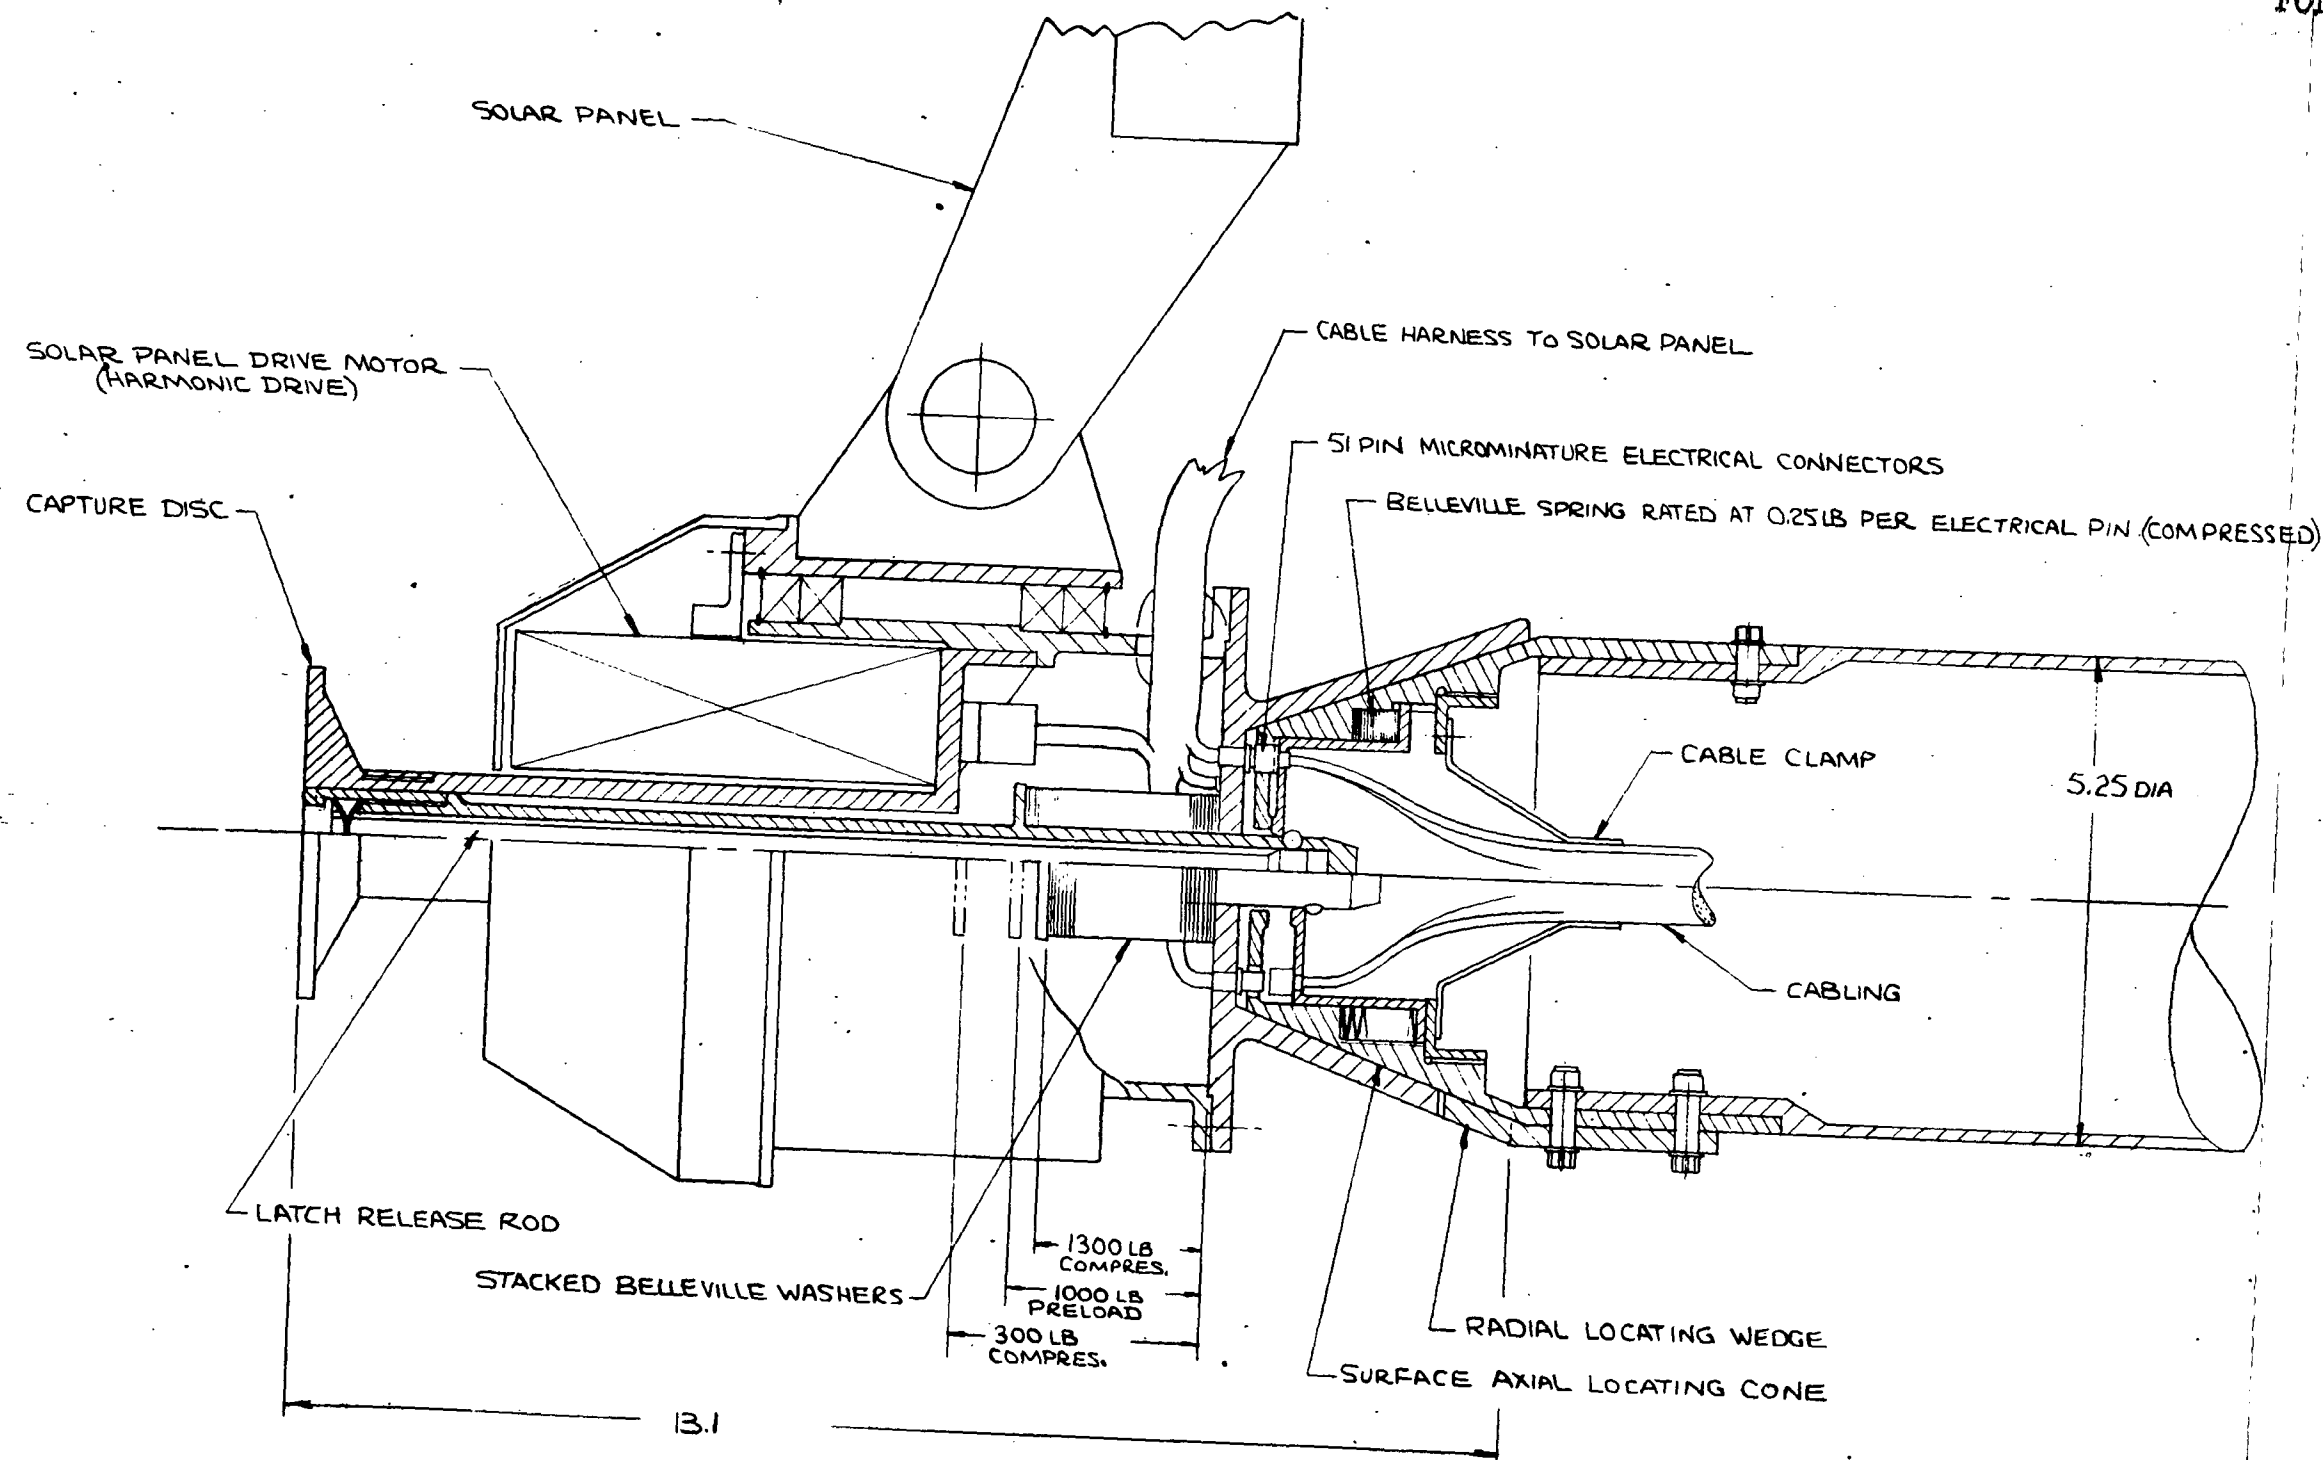 SOLAR PANEL
CABLE HARNESS TO SOLAR PANEL
SOLAR PANEL DRIVE MOTOR
(HARMONIC DRIVE)
51 PIN MICROMINATURE ELECTRICAL CONNECTORS
CAPTURE DISC
BELLEVILLE SPRING RATED AT 0.25LB PER ELECTRICAL PIN (COMPRESSED)
CABLE CLAMP
5.25 DIA
CABLING
LATCH RELEASE ROD
1300 LB
COMPRES.
STACKED BELLEVILLE WASHERS
1000 LB
PRELOAD
300 LB
COMPRES.
RADIAL LOCATING WEDGE
SURFACE AXIAL LOCATING CONE
13.1